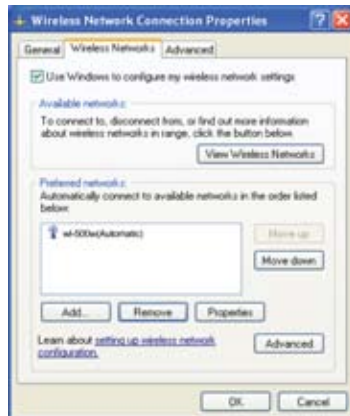 Wireless Network Connection Properties
General Wireless Networks Advanced
Use Windows to configure my wireless network settings
Available networks:
To connect to, disconnect from, or find out more information
about wireless networks in range, click the button below.
View Wireless Networks
Preferred networks:
Automatically connect to available networks in the order listed
below:
wl-500w(Automatic)
Move up
Move down
Add... Remove Properties
Learn about setting up wireless network
configuration.
Advanced
OK Cancel